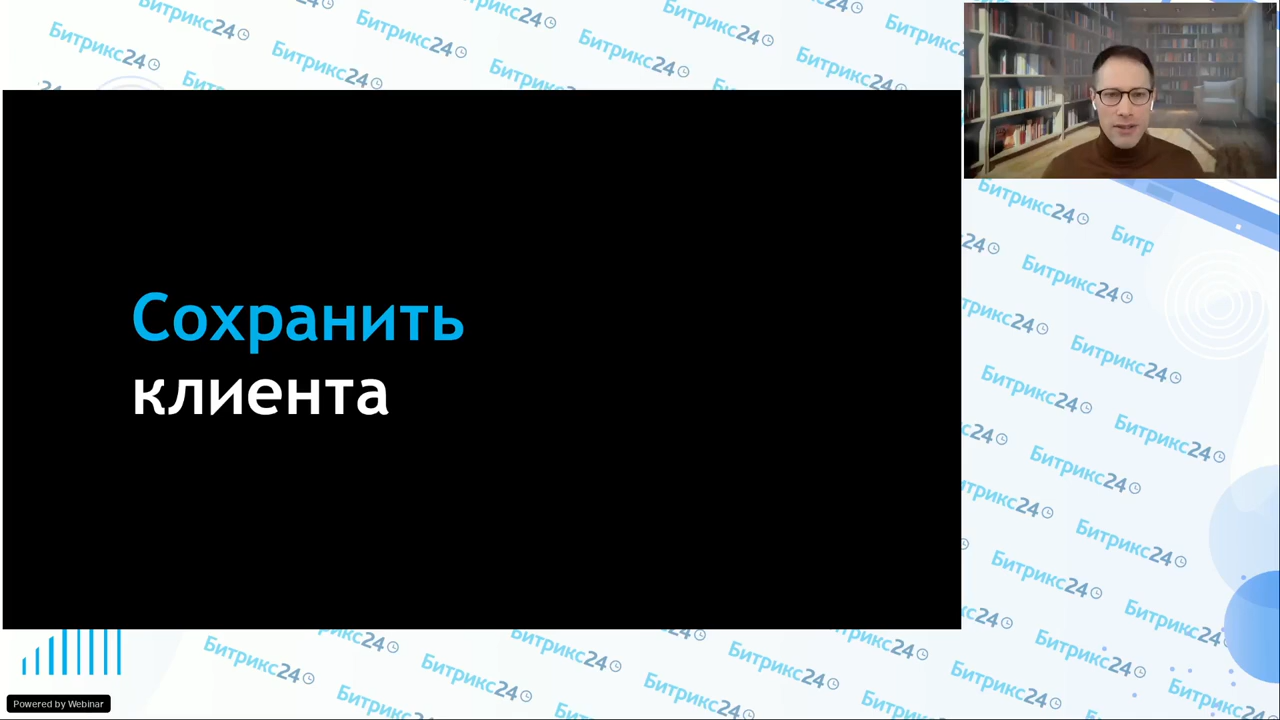 Битрикс24
Сохранить
клиента
Powered by Webinar